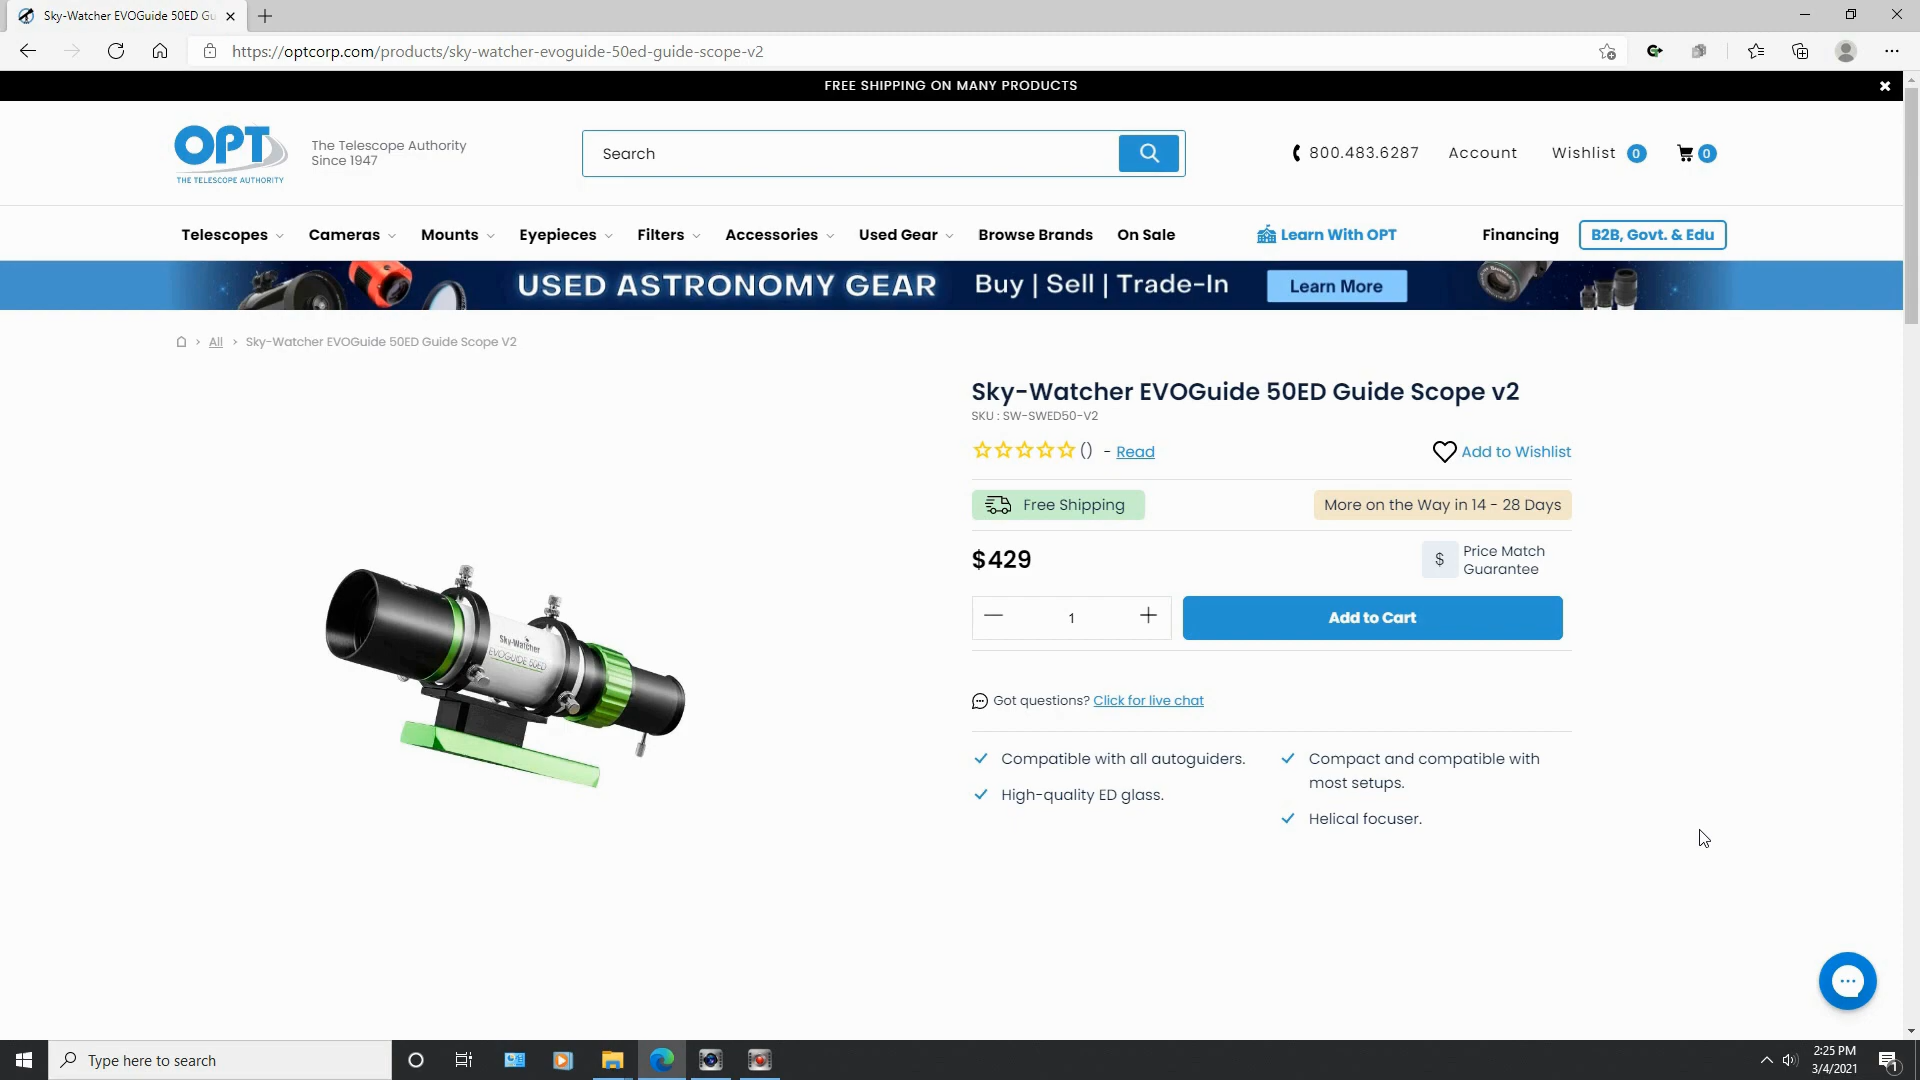 Sky-Watcher EVOGuide 50ED Gu
https://optcorp.com/products/sky-watcher-evoguide-50ed-guide-scope-v2
FREE SHIPPING ON MANY PRODUCTS
OPT
THE TELESCOPE AUTHORITY
The Telescope Authority
Since 1947
Search
800.483.6287
Account
Wishlist 0
0
Telescopes
Cameras
Mounts
Eyepieces
Filters
Accessories
Used Gear
Browse Brands
On Sale
Learn With OPT
Financing
B2B, Govt. & Edu
USED ASTRONOMY GEAR
Buy | Sell | Trade-In
Learn More
> All > Sky-Watcher EVOGuide 50ED Guide Scope V2
Sky-Watcher EVOGuide 50ED Guide Scope v2
SKU : SW-SWED50-V2
() - Read
Add to Wishlist
Free Shipping
More on the Way in 14 - 28 Days
$429
$
Price Match
Guarantee
1
Add to Cart
Got questions? Click for live chat
Compatible with all autoguiders.
High-quality ED glass.
Compact and compatible with
most setups.
Helical focuser.
Sky-Watcher
EVOGUIDE 50ED
Type here to search
2:25 PM
3/4/2021
1